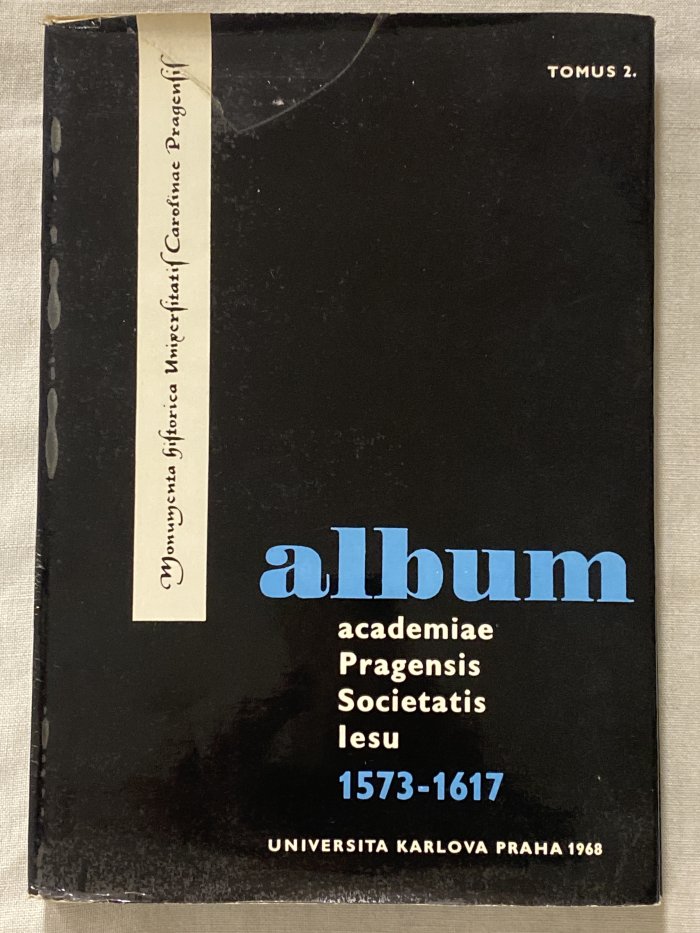 TOMUS 2.
Monumenta hiſtorica Univerſitatiſ Carolinae Pragenſiſ
album
academiae
Pragensis
Societatis
Iesu
1573-1617
UNIVERSITA KARLOVA PRAHA 1968